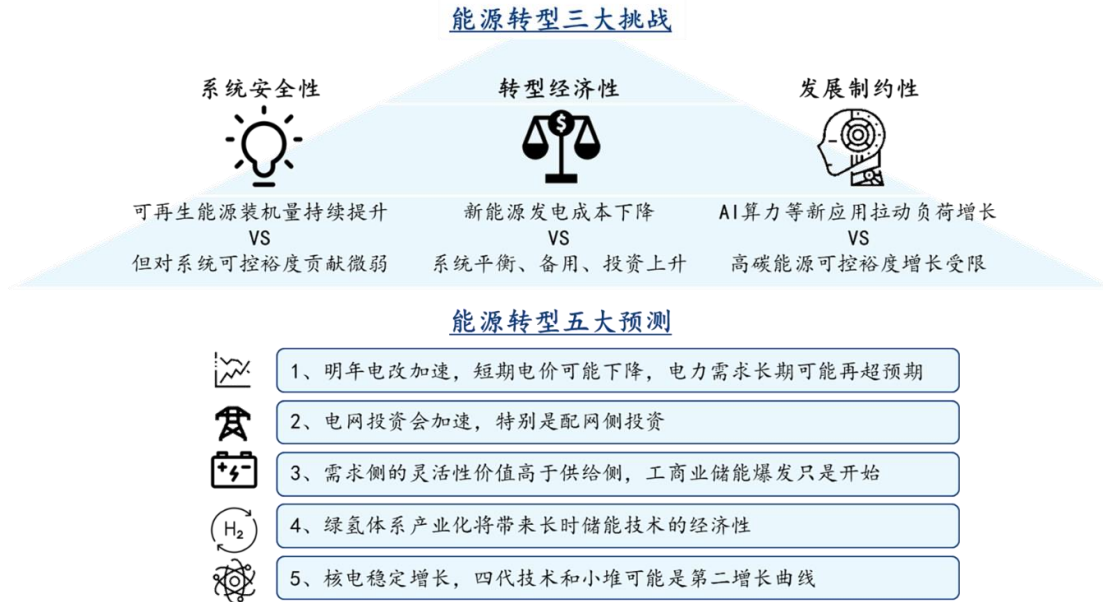 能源转型三大挑战
系统安全性
转型经济性
发展制约性
$
可再生能源装机量持续提升
VS
但对系统可控裕度贡献微弱
新能源发电成本下降
VS
系统平衡、备用、投资上升
AI算力等新应用拉动负荷增长
VS
高碳能源可控裕度增长受限
能源转型五大预测
1、明年电改加速，短期电价可能下降，电力需求长期可能再超预期
2、电网投资会加速，特别是配网侧投资
3、需求侧的灵活性价值高于供给侧，工商业储能爆发只是开始
H₂
4、绿氢体系产业化将带来长时储能技术的经济性
5、核电稳定增长，四代技术和小堆可能是第二增长曲线